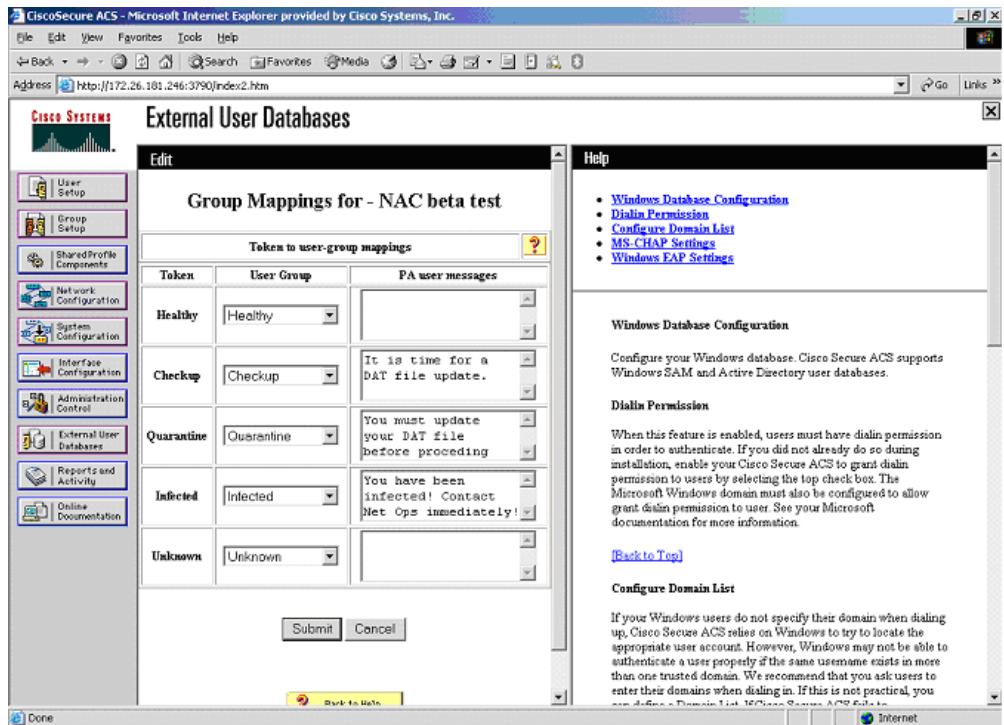 CiscoSecure ACS - Microsoft Internet Explorer provided by Cisco Systems, Inc.
File Edit View Favorites Tools Help
Back Search Favorites Media
Address http://172.26.181.246:3790/index2.htm Go Links »
CISCO SYSTEMS
External User Databases
User Setup
Group Setup
Shared Profile Components
Network Configuration
System Configuration
Interface Configuration
Administration Control
External User Databases
Reports and Activity
Online Documentation
Edit
Group Mappings for - NAC beta test
Token to user-group mappings ?
Token User Group PA user messages
Healthy Healthy
Checkup Checkup
It is time for a
DAT file update.
Quarantine Quarantine
You must update
your DAT file
before proceding
Infected Infected
You have been
infected! Contact
Net Ops immediately!
Unknown Unknown
Submit Cancel
? Back to Help
Help
Windows Database Configuration
Dialin Permission
Configure Domain List
MS-CHAP Settings
Windows EAP Settings
Windows Database Configuration
Configure your Windows database. Cisco Secure ACS supports
Windows SAM and Active Directory user databases.
Dialin Permission
When this feature is enabled, users must have dialin permission
in order to authenticate. If you did not already do so during
installation, enable your Cisco Secure ACS to grant dialin
permission to users by selecting the top check box. The
Microsoft Windows domain must also be configured to allow
grant dialin permission to user. See your Microsoft
documentation for more information.
[Back to Top]
Configure Domain List
If your Windows users do not specify their domain when dialing
up, Cisco Secure ACS relies on Windows to try to locate the
appropriate user account. However, Windows may not be able to
authenticate a user properly if the same username exists in more
than one trusted domain. We recommend that you ask users to
enter their domains when dialing in. If this is not practical, you
can define a Domain List. If Cisco Secure ACS fails to
Done Internet